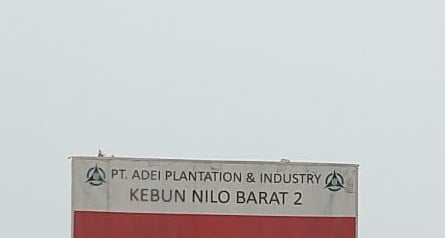 PT. ADEI PLANTATION & INDUSTRY
KEBUN NILO BARAT 2